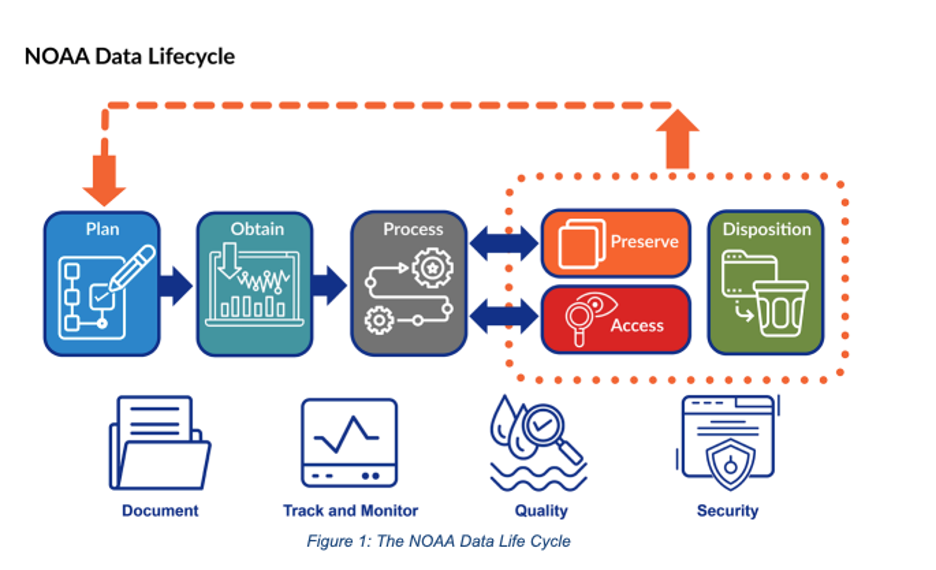 NOAA Data Lifecycle
Plan
Obtain
Process
Preserve
Access
Disposition
Document
Track and Monitor
Quality
Security
Figure 1: The NOAA Data Life Cycle